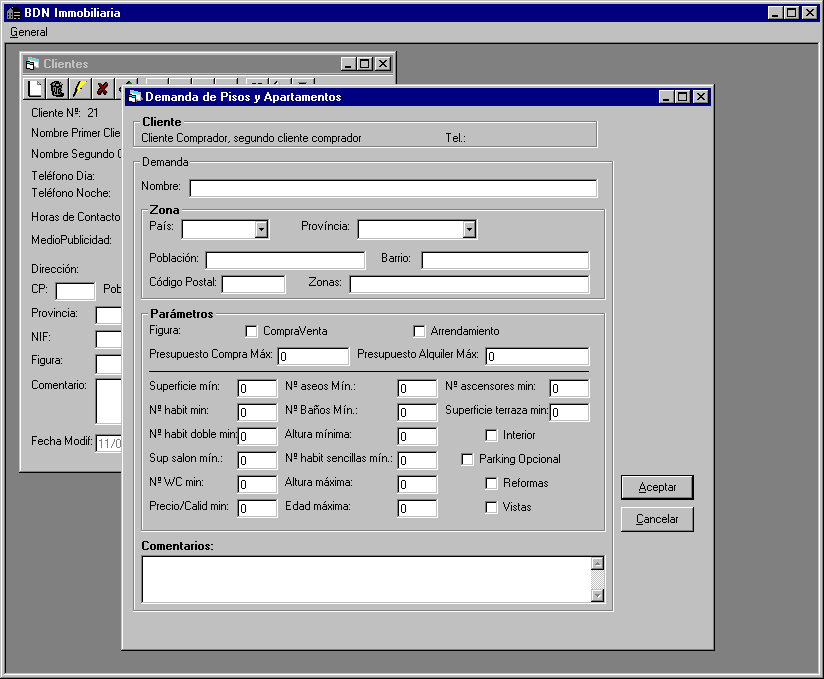 BDN Immobiliaria
General
Clientes
Cliente Nº: 21
Nombre Primer Clie
Nombre Segundo C
Teléfono Dia:
Teléfono Noche:
Horas de Contacto
MedioPublicidad:
Dirección:
CP: Pob
Provincia:
NIF:
Figura:
Comentario:
Fecha Modif: 11/0
Demanda de Pisos y Apartamentos
Cliente
Cliente Comprador, segundo cliente comprador Tel.:
Demanda
Nombre:
Zona
País: Província:
Población: Barrio:
Código Postal: Zonas:
Parámetros
Figura: CompraVenta Arrendamiento
Presupuesto Compra Máx: 0 Presupuesto Alquiler Máx: 0
Superficie mín: 0 Nº aseos Mín.: 0 Nº ascensores min: 0
Nº habit min: 0 Nº Baños Mín.: 0 Superficie terraza min: 0
Nº habit doble min: 0 Altura mínima: 0 Interior
Sup salon mín.: 0 Nº habit sencillas mín.: 0 Parking Opcional
Nº WC min: 0 Altura máxima: 0 Reformas
Precio/Calid min: 0 Edad máxima: 0 Vistas
Comentarios:
Aceptar
Cancelar